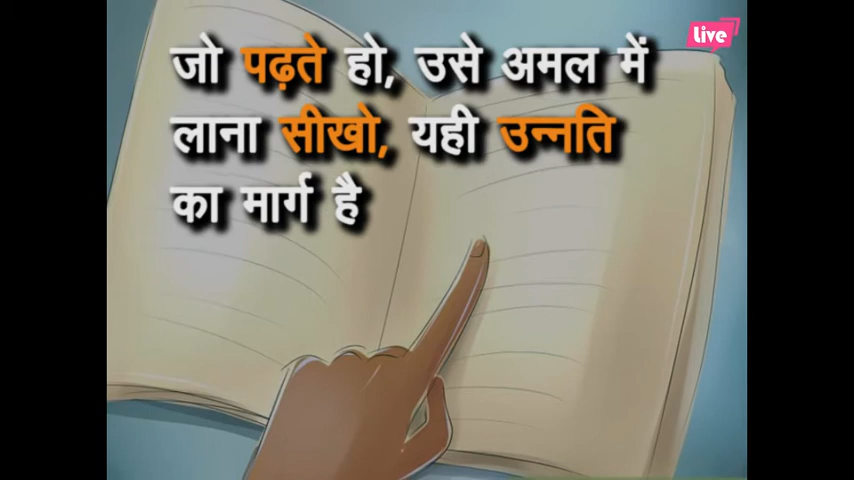 live
जो पढ़ते हो, उसे अमल में
लाना सीखो, यही उन्नति
का मार्ग है